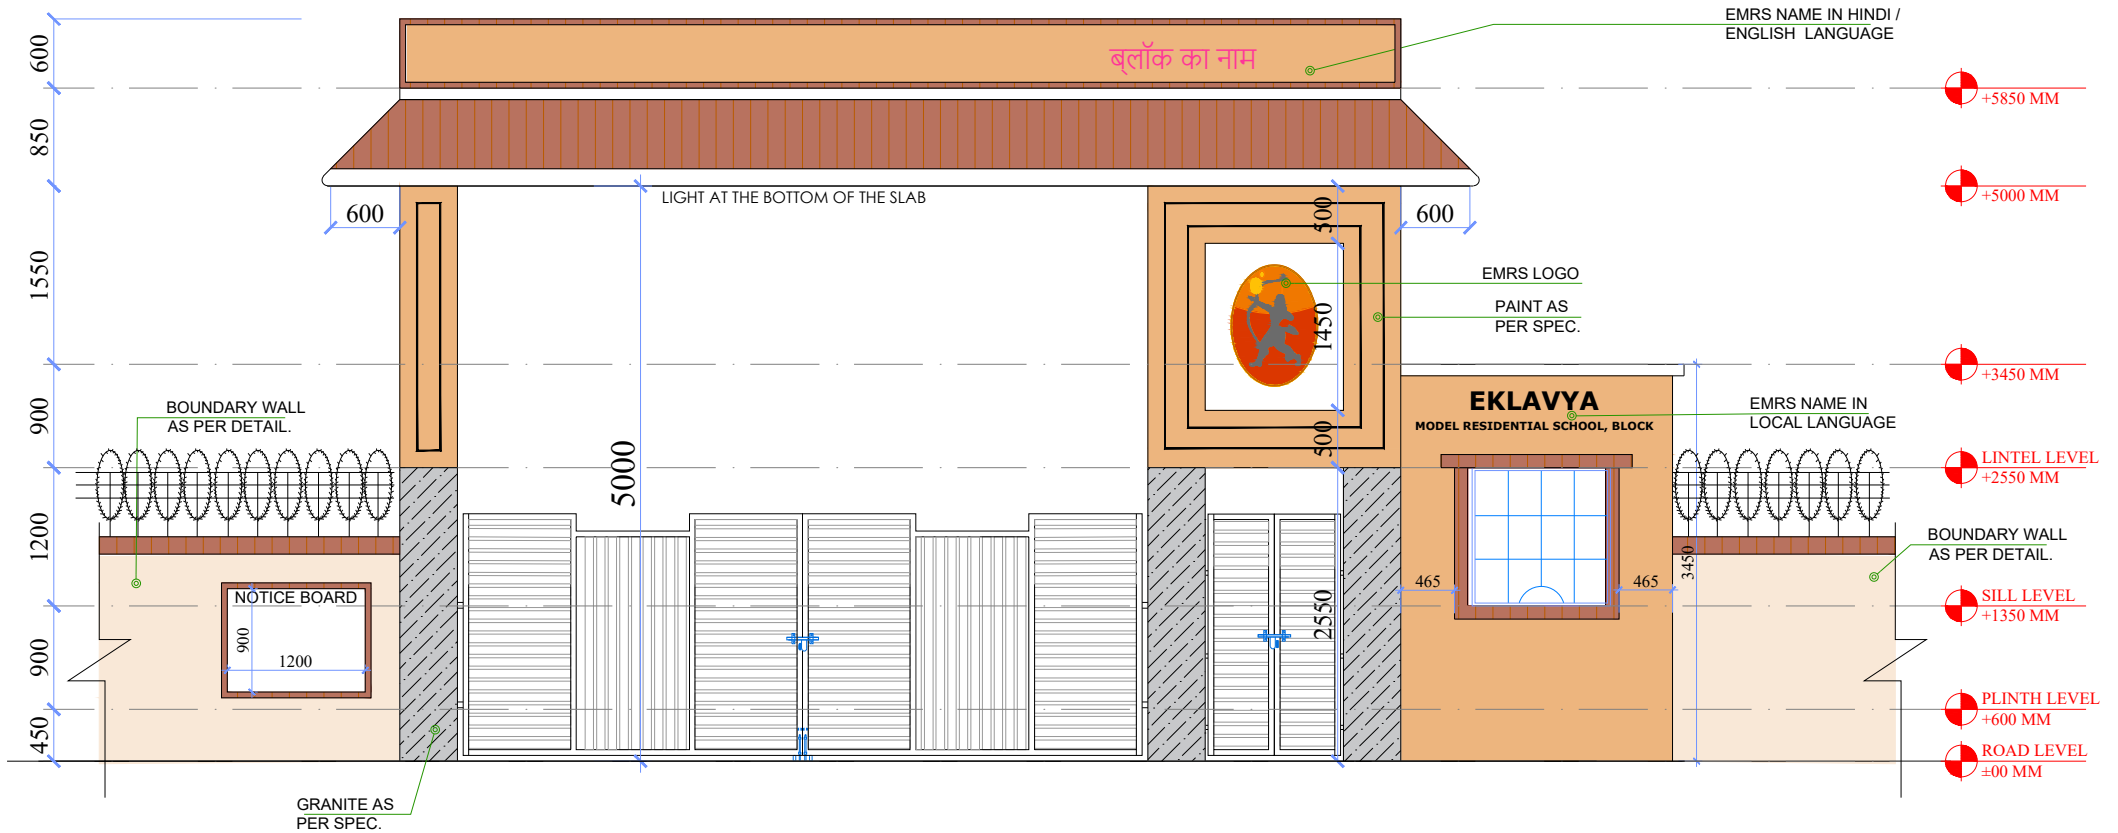 EMRS NAME IN HINDI /
ENGLISH LANGUAGE
ब्लॉक का नाम
600
850
1550
900
1200
900
450
+5850 MM
+5000 MM
LIGHT AT THE BOTTOM OF THE SLAB
600
600
500
1450
500
EMRS LOGO
PAINT AS
PER SPEC.
+3450 MM
EKLAVYA
MODEL RESIDENTIAL SCHOOL, BLOCK
EMRS NAME IN
LOCAL LANGUAGE
BOUNDARY WALL
AS PER DETAIL.
5000
LINTEL LEVEL
+2550 MM
BOUNDARY WALL
AS PER DETAIL.
3450
465
465
2550
NOTICE BOARD
900
1200
SILL LEVEL
+1350 MM
PLINTH LEVEL
+600 MM
ROAD LEVEL
±00 MM
GRANITE AS
PER SPEC.